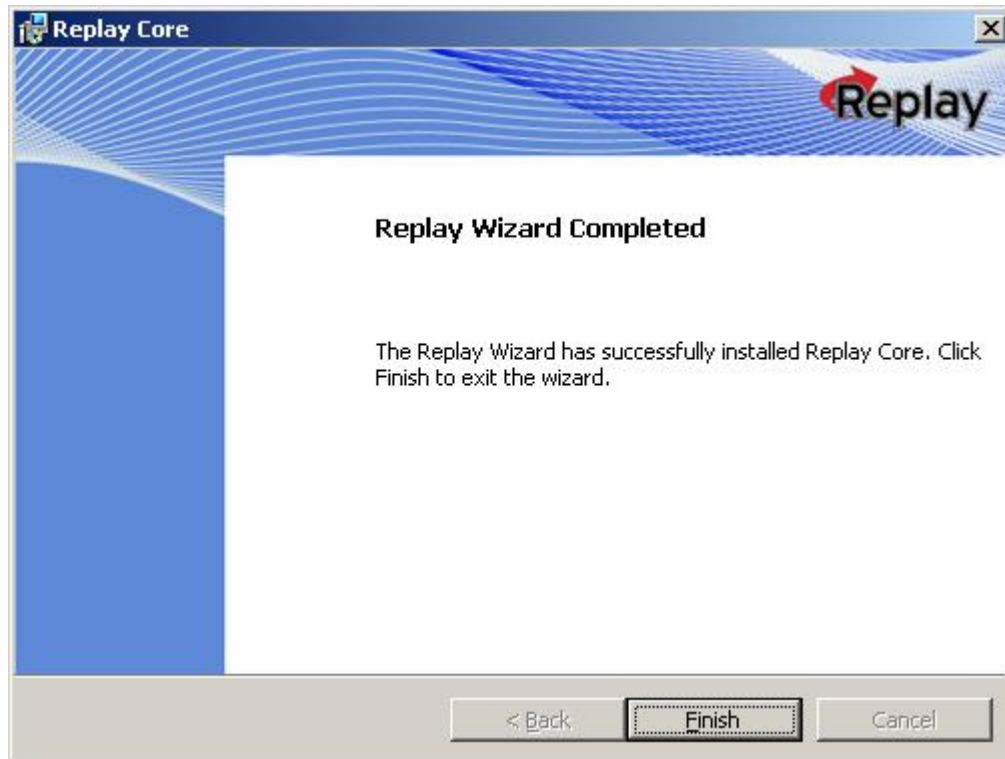 Replay Core
Replay
Replay Wizard Completed
The Replay Wizard has successfully installed Replay Core. Click
Finish to exit the wizard.
< Back
Finish
Cancel